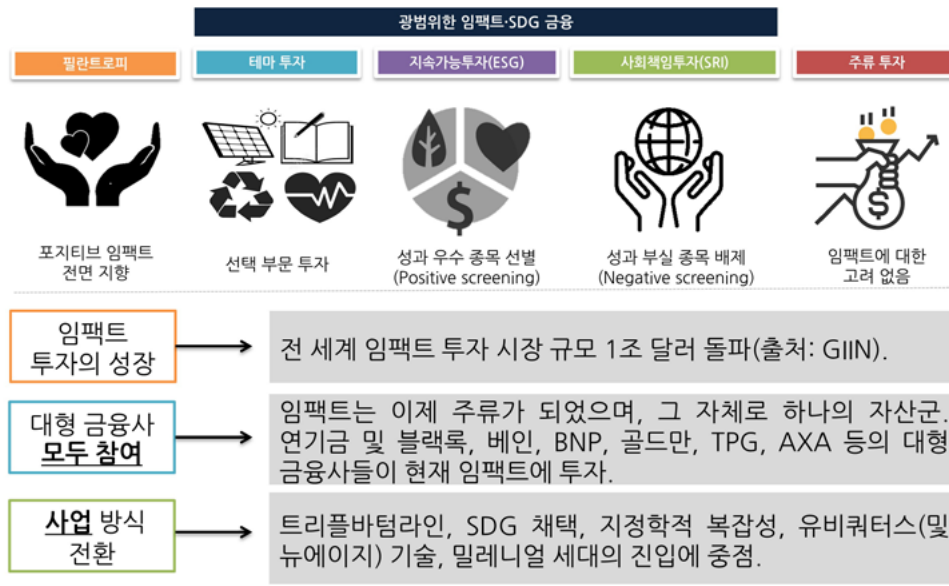 광범위한 임팩트·SDG 금융
필란트로피
테마 투자
지속가능투자(ESG)
사회책임투자(SRI)
주류 투자
포지티브 임팩트
전면 지향
선택 부문 투자
성과 우수 종목 선별
(Positive screening)
성과 부실 종목 배제
(Negative screening)
임팩트에 대한
고려 없음
임팩트
투자의 성장
전 세계 임팩트 투자 시장 규모 1조 달러 돌파(출처: GIIN).
대형 금융사
모두 참여
임팩트는 이제 주류가 되었으며, 그 자체로 하나의 자산군.
연기금 및 블랙록, 베인, BNP, 골드만, TPG, AXA 등의 대형
금융사들이 현재 임팩트에 투자.
사업 방식
전환
트리플바텀라인, SDG 채택, 지정학적 복잡성, 유비쿼터스(및
뉴에이지) 기술, 밀레니얼 세대의 진입에 중점.